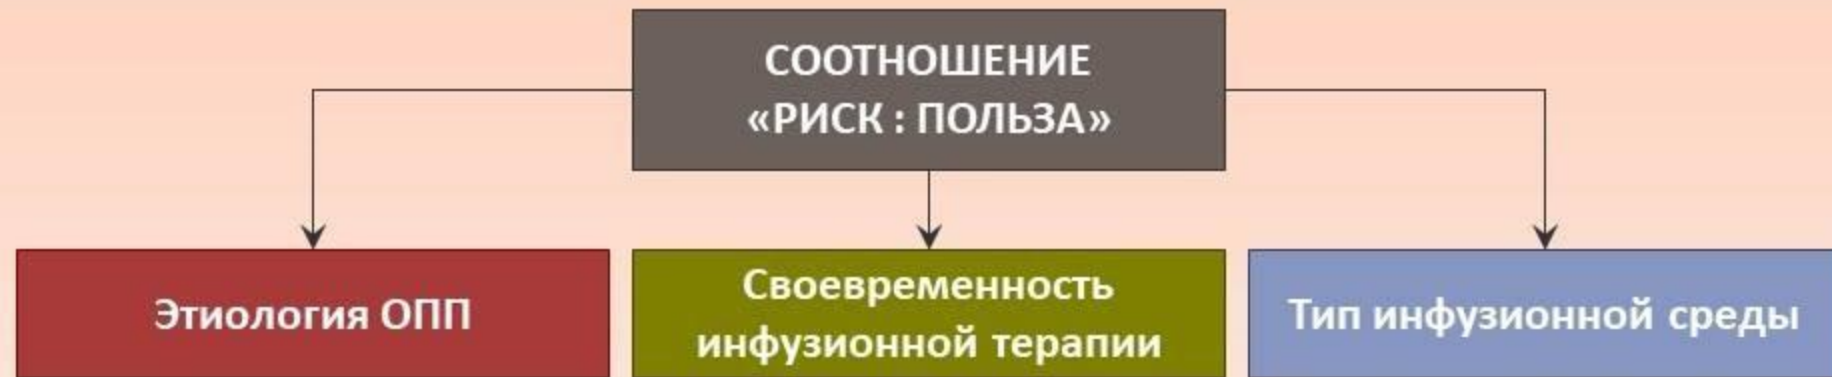 СООТНОШЕНИЕ
«РИСК : ПОЛЬЗА»
Этиология ОПП
Своевременность
инфузионной терапии
Тип инфузионной среды